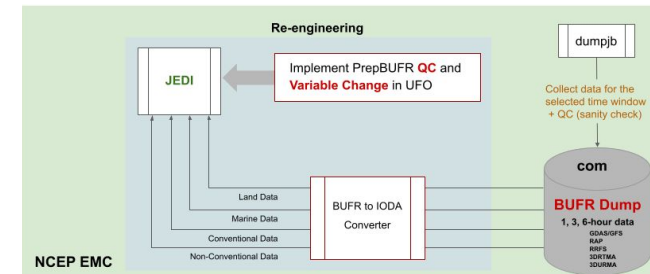 Re-engineering
dumpjb
JEDI
Implement PrepBUFR QC and
Variable Change in UFO
Collect data for the
selected time window
+ QC (sanity check)
com
BUFR Dump
1, 3, 6-hour data
GDAS/GFS
RAP
RRFS
3DRTMA
3DURMA
BUFR to IODA
Converter
Land Data
Marine Data
Conventional Data
Non-Conventional Data
NCEP EMC